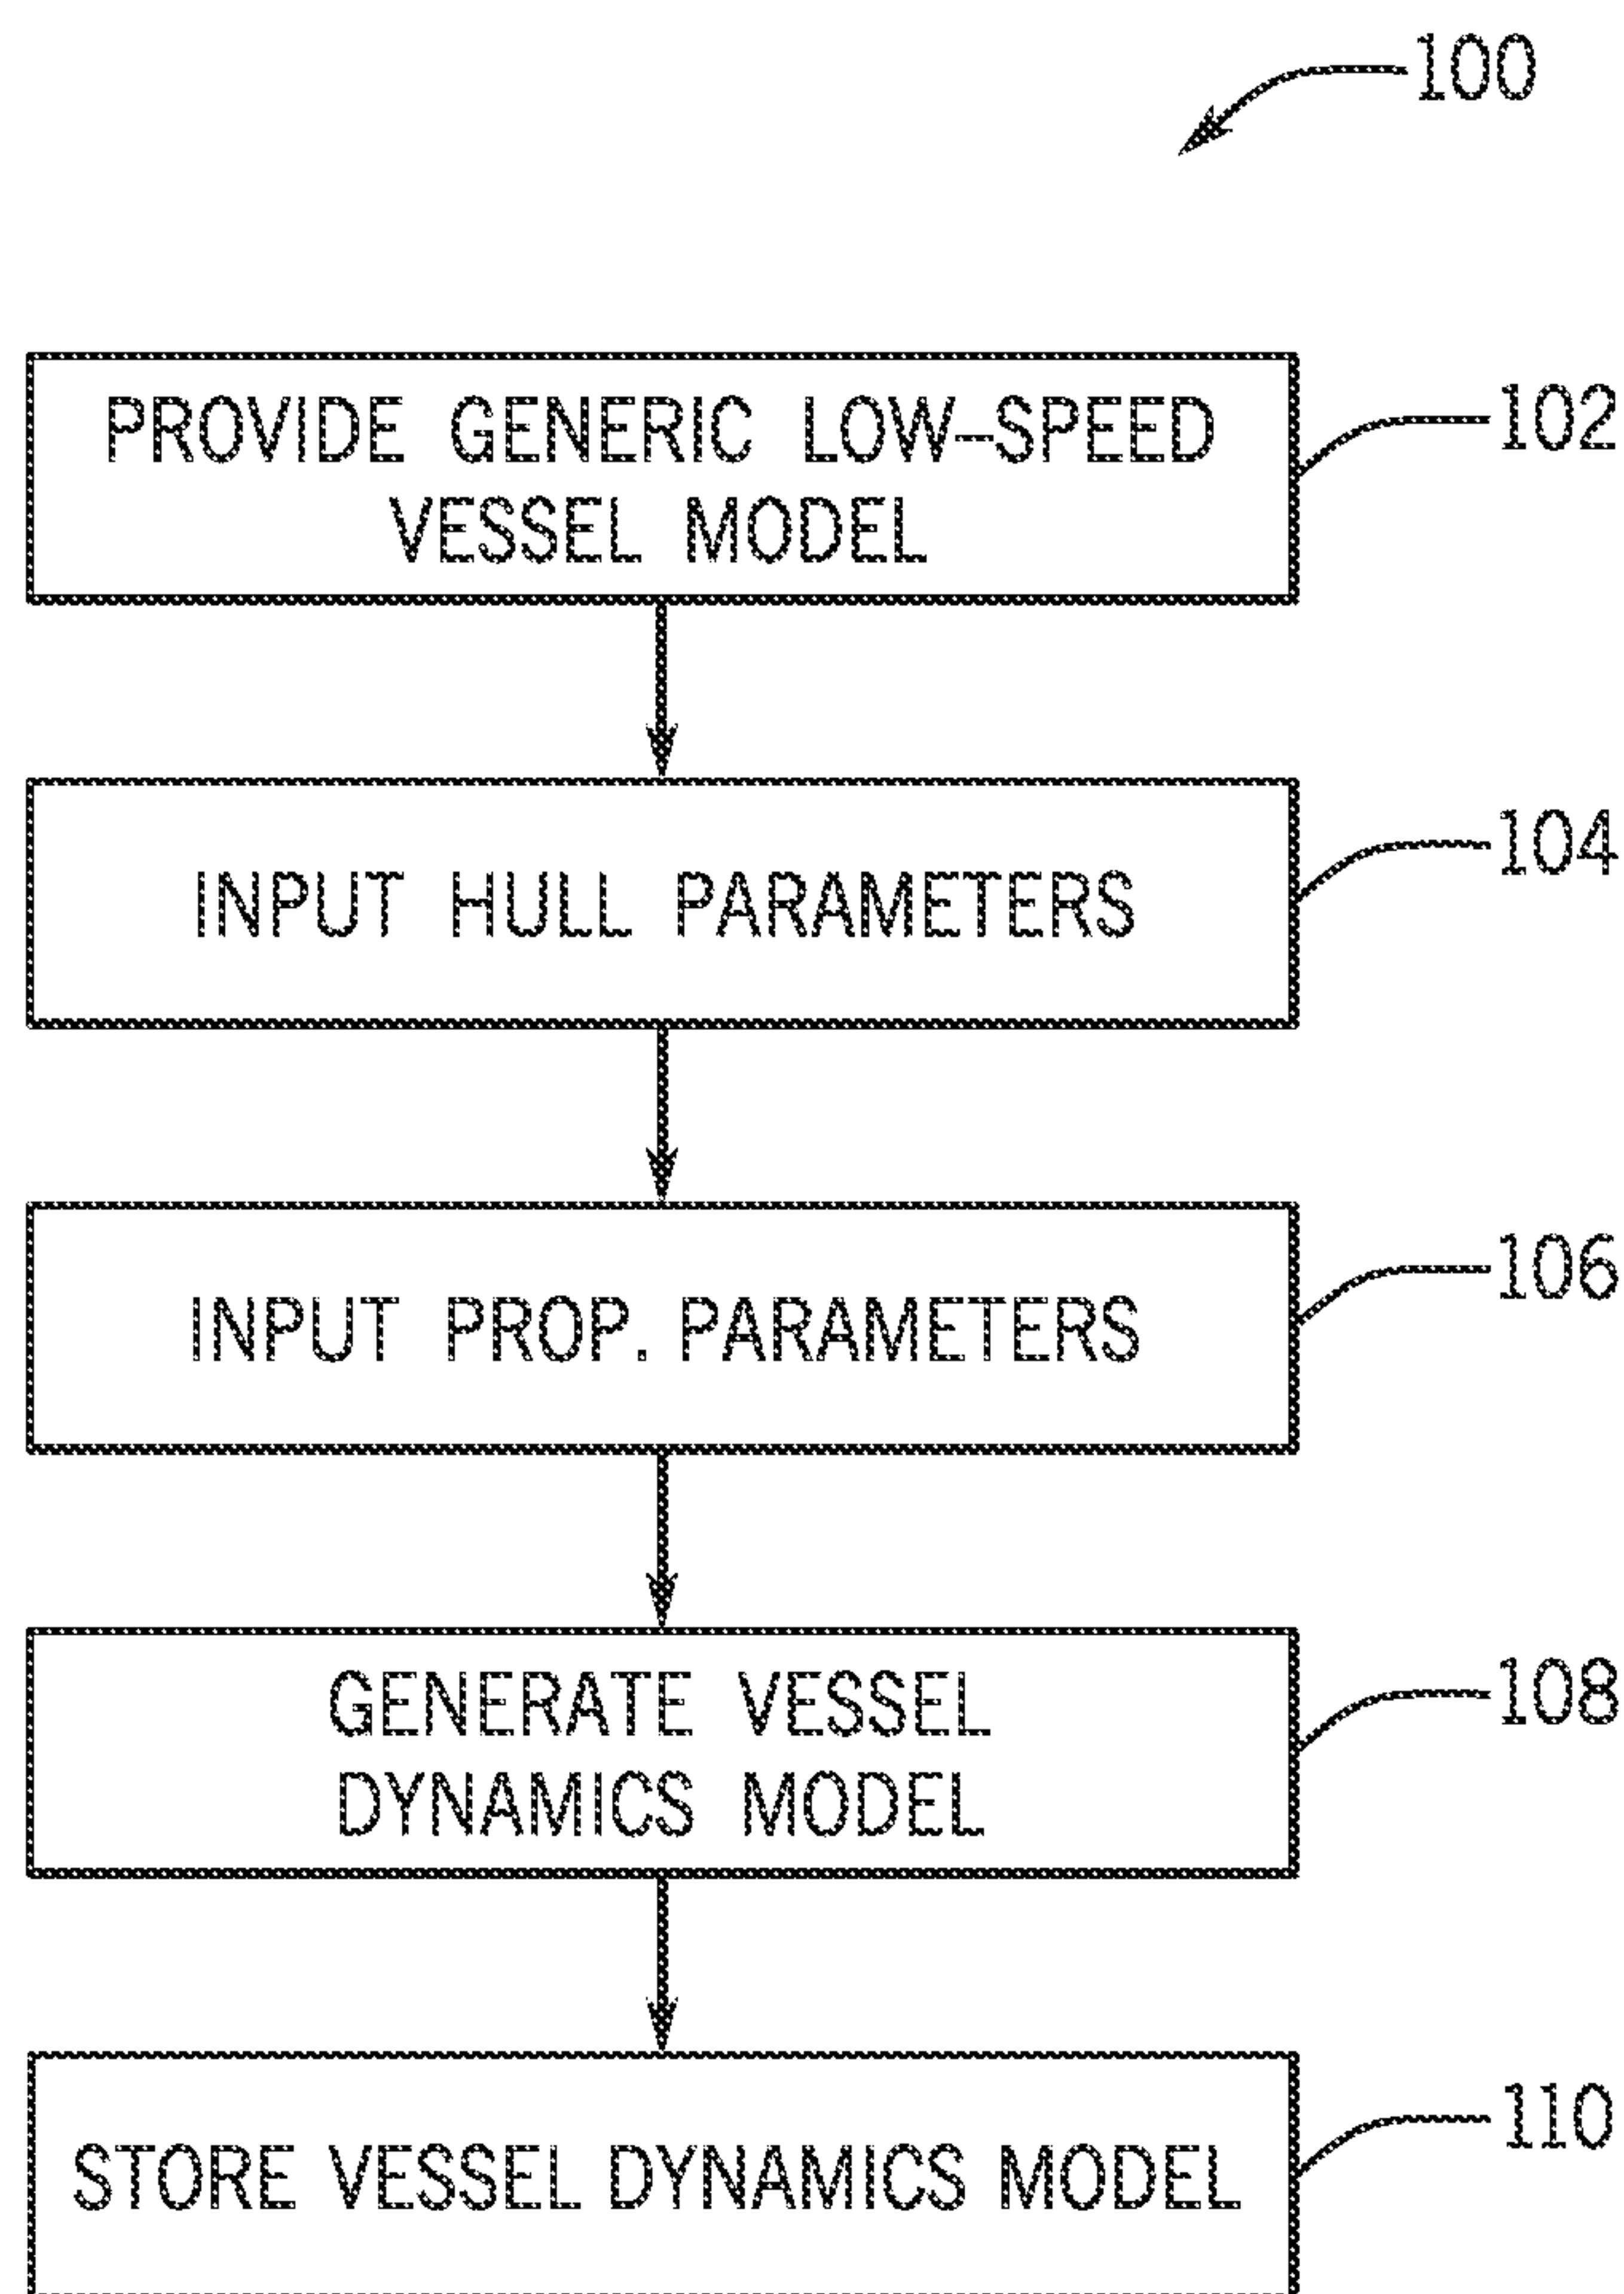 100
PROVIDE GENERIC LOW–SPEED
VESSEL MODEL
102
INPUT HULL PARAMETERS
104
INPUT PROP. PARAMETERS
106
GENERATE VESSEL
DYNAMICS MODEL
108
STORE VESSEL DYNAMICS MODEL
110